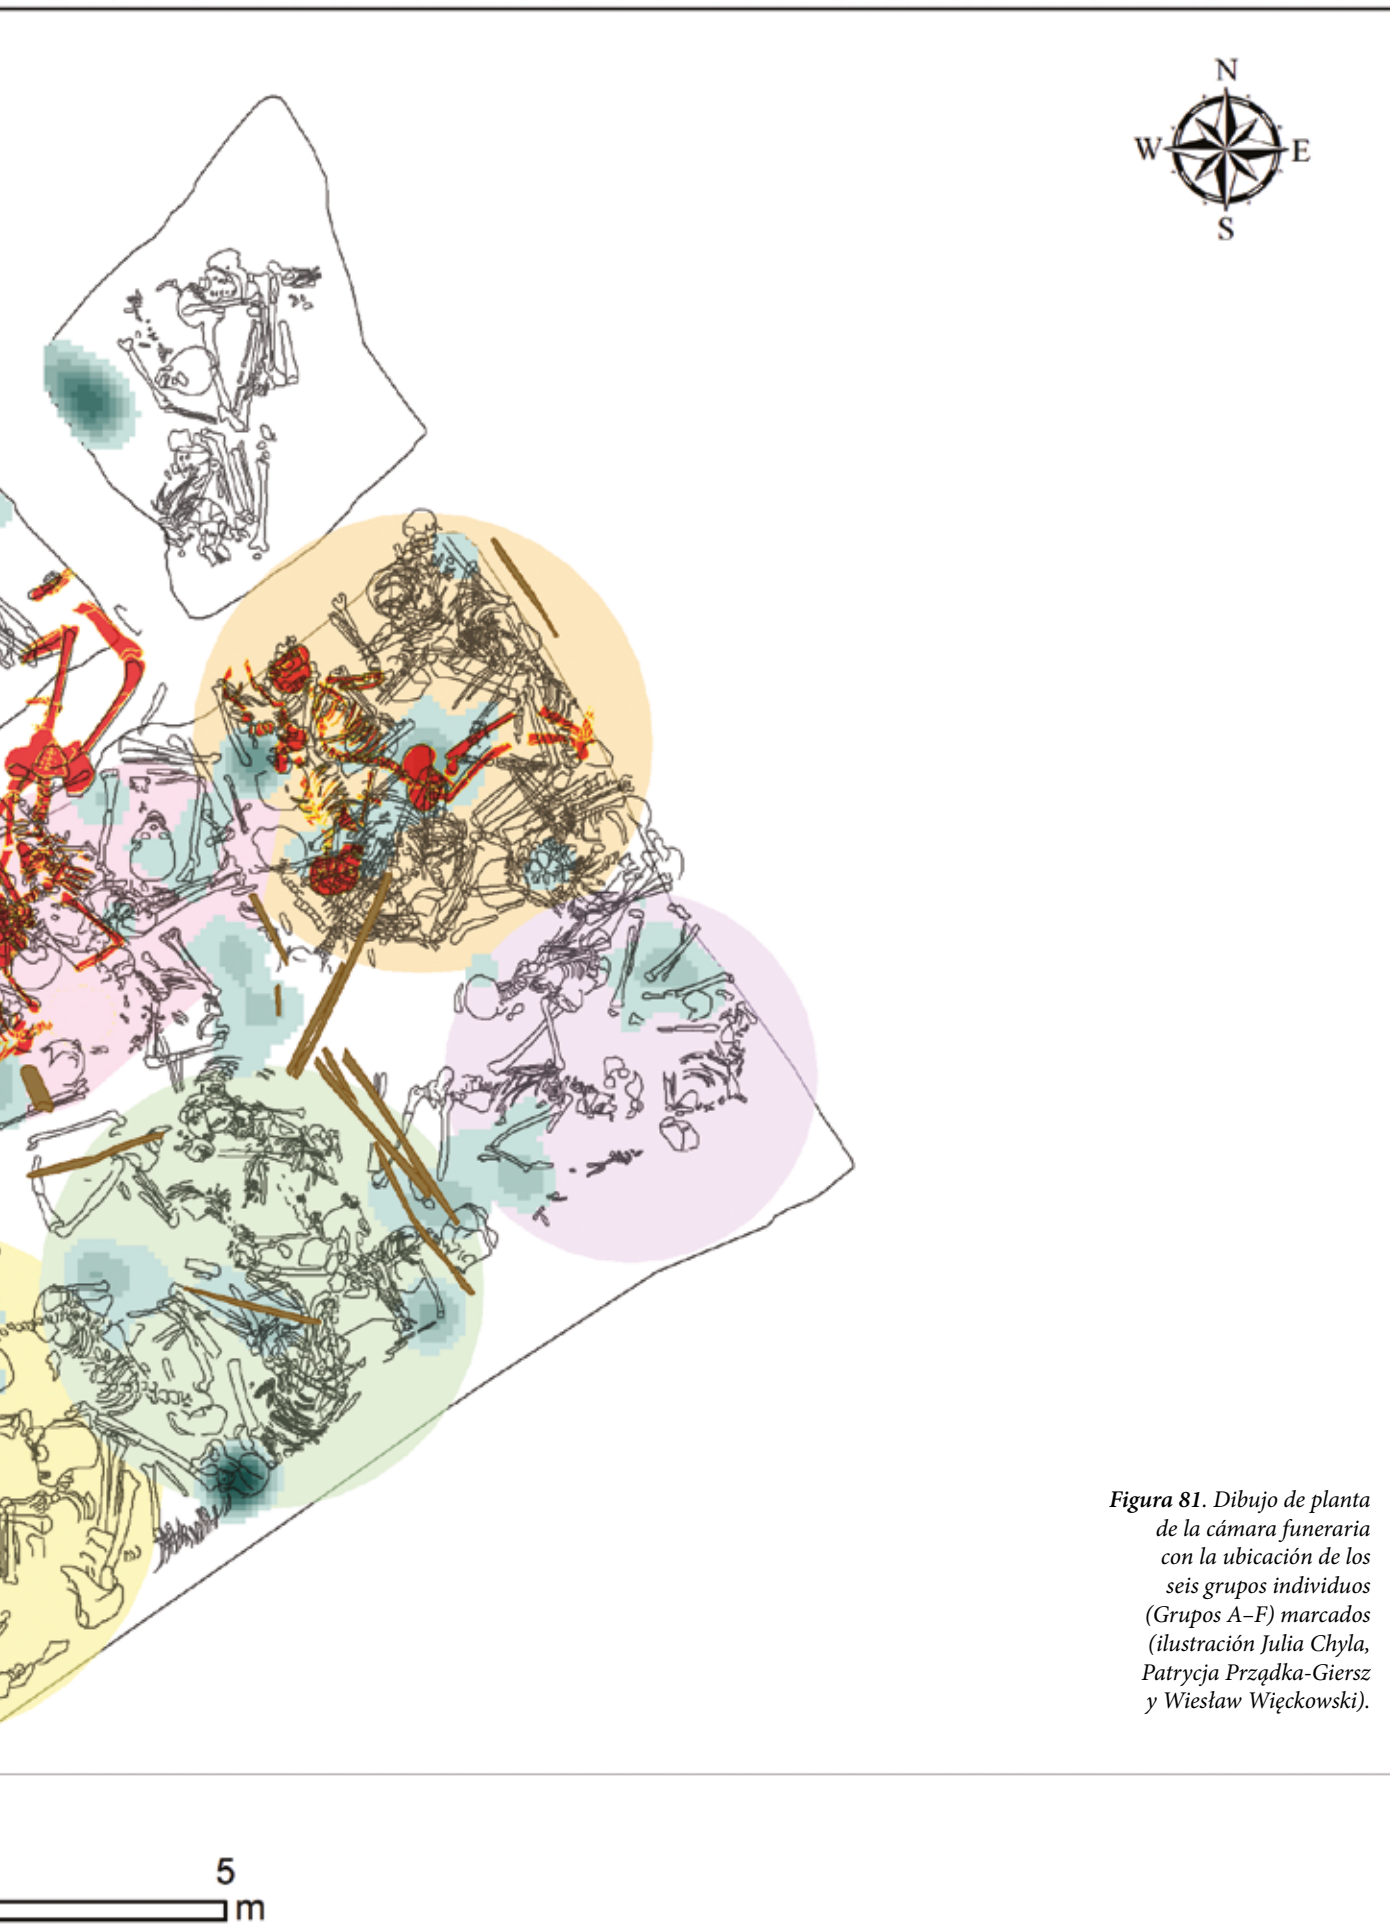 N
W E
S
Figura 81. Dibujo de planta
de la cámara funeraria
con la ubicación de los
seis grupos individuos
(Grupos A–F) marcados
(ilustración Julia Chyla,
Patrycja Prządka-Giersz
y Wiesław Więckowski).
5
m